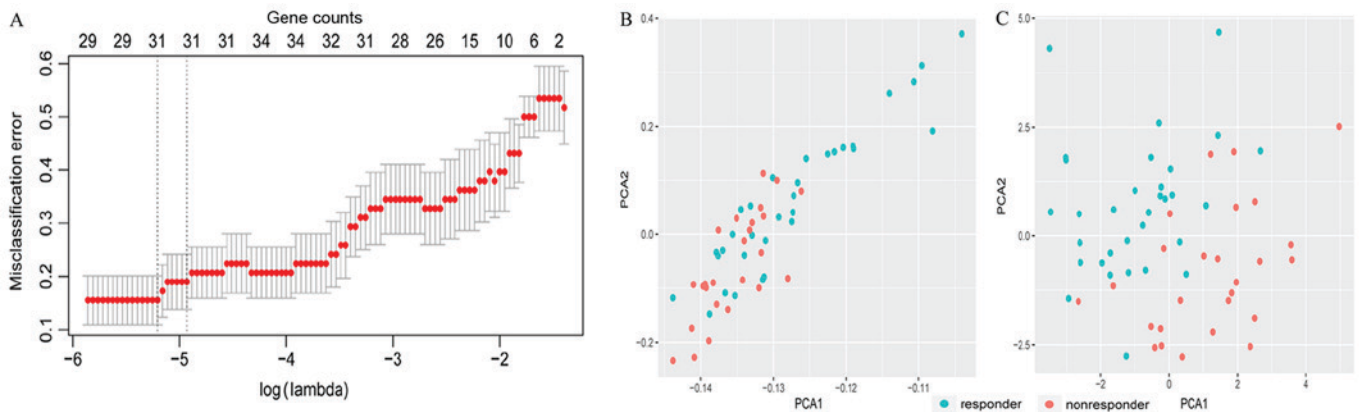 A
Gene counts
29 29 31 31 31 34 34 32 31 28 26 15 10 6 2
Misclassification error
0.6
0.5
0.4
0.3
0.2
0.1
−6 −5 −4 −3 −2
log(lambda)
B
PCA2
0.4
0.2
0.0
−0.2
−0.14 −0.13 −0.12 −0.11
PCA1
C
PCA2
5.0
2.5
0.0
−2.5
−2 0 2 4
PCA1
responder nonresponder